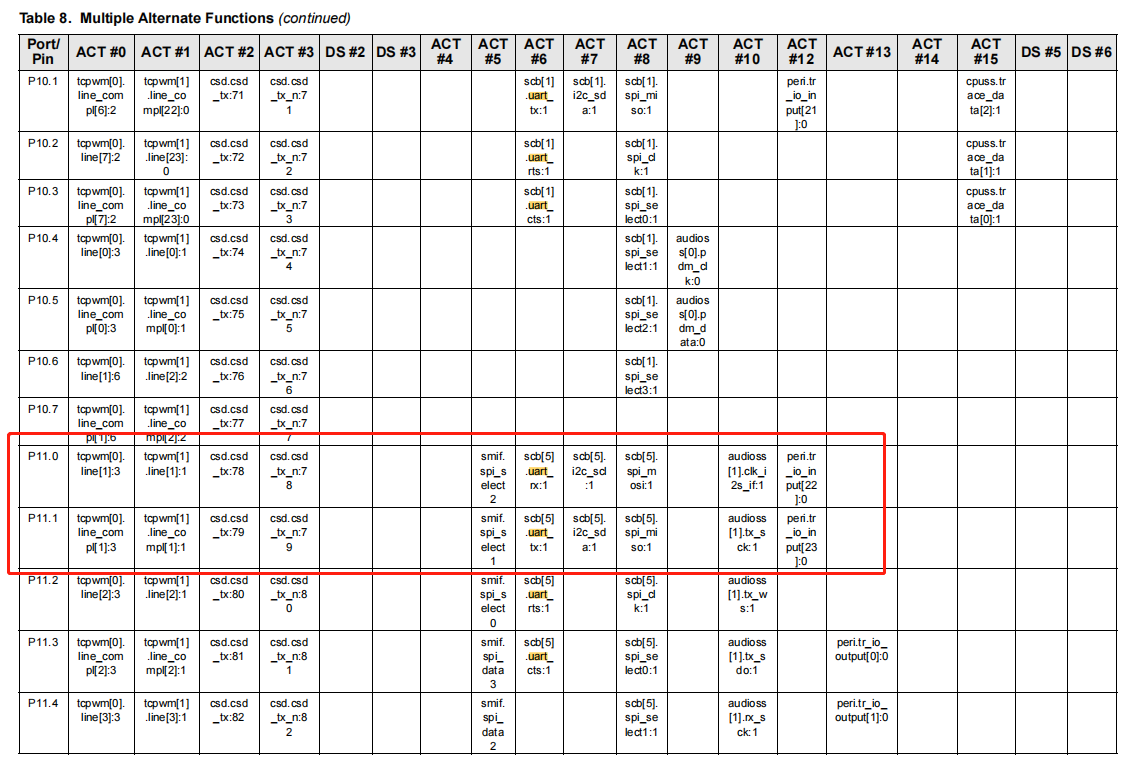 Table 8. Multiple Alternate Functions (continued)
Port/Pin ACT #0 ACT #1 ACT #2 ACT #3 DS #2 DS #3 ACT #4 ACT #5 ACT #6 ACT #7 ACT #8 ACT #9 ACT #10 ACT #12 ACT #13 ACT #14 ACT #15 DS #5 DS #6
P10.1 tcpwm[0].line_compl[6]:2 tcpwm[1].line_compl[22]:0 csd.csd_tx:71 csd.csd_tx_n:71 scb[1].uart_tx:1 scb[1].i2c_sda:1 scb[1].spi_miso:1 peri.tr_io_input[21]:0 cpuss.trace_data[2]:1
P10.2 tcpwm[0].line[7]:2 tcpwm[1].line[23]:0 csd.csd_tx:72 csd.csd_tx_n:72 scb[1].uart_rts:1 scb[1].spi_clk:1 cpuss.trace_data[1]:1
P10.3 tcpwm[0].line_compl[7]:2 tcpwm[1].line_compl[23]:0 csd.csd_tx:73 csd.csd_tx_n:73 scb[1].uart_cts:1 scb[1].spi_select0:1 cpuss.trace_data[0]:1
P10.4 tcpwm[0].line[0]:3 tcpwm[1].line[0]:1 csd.csd_tx:74 csd.csd_tx_n:74 scb[1].spi_select1:1 audioss[0].pdm_clk:0
P10.5 tcpwm[0].line_compl[0]:3 tcpwm[1].line_compl[0]:1 csd.csd_tx:75 csd.csd_tx_n:75 scb[1].spi_select2:1 audioss[0].pdm_data:0
P10.6 tcpwm[0].line[1]:6 tcpwm[1].line[2]:2 csd.csd_tx:76 csd.csd_tx_n:76 scb[1].spi_select3:1
P10.7 tcpwm[0].line_compl[1]:6 tcpwm[1].line_compl[2]:2 csd.csd_tx:77 csd.csd_tx_n:77
P11.0 tcpwm[0].line[1]:3 tcpwm[1].line[1]:1 csd.csd_tx:78 csd.csd_tx_n:78 smif.spi_select2 scb[5].uart_rx:1 scb[5].i2c_scl:1 scb[5].spi_mosi:1 audioss[1].clk_i2s_if:1 peri.tr_io_input[22]:0
P11.1 tcpwm[0].line_compl[1]:3 tcpwm[1].line_compl[1]:1 csd.csd_tx:79 csd.csd_tx_n:79 smif.spi_select1 scb[5].uart_tx:1 scb[5].i2c_sda:1 scb[5].spi_miso:1 audioss[1].tx_sck:1 peri.tr_io_input[23]:0
P11.2 tcpwm[0].line[2]:3 tcpwm[1].line[2]:1 csd.csd_tx:80 csd.csd_tx_n:80 smif.spi_select0 scb[5].uart_rts:1 scb[5].spi_clk:1 audioss[1].tx_ws:1
P11.3 tcpwm[0].line_compl[2]:3 tcpwm[1].line_compl[2]:1 csd.csd_tx:81 csd.csd_tx_n:81 smif.spi_data3 scb[5].uart_cts:1 scb[5].spi_select0:1 audioss[1].tx_sdo:1 peri.tr_io_output[0]:0
P11.4 tcpwm[0].line[3]:3 tcpwm[1].line[3]:1 csd.csd_tx:82 csd.csd_tx_n:82 smif.spi_data2 scb[5].spi_select1:1 audioss[1].rx_sck:1 peri.tr_io_output[1]:0